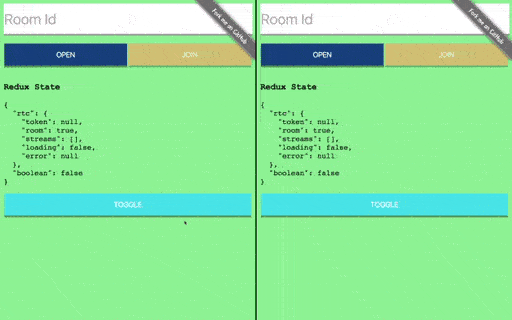 Room Id
Fork me on GitHub
OPEN
JOIN
Redux State
{
  "rtc": {
    "token": null,
    "room": true,
    "streams": [],
    "loading": false,
    "error": null
  },
  "boolean": false
}
TOGGLE
Room Id
Fork me on GitHub
OPEN
JOIN
Redux State
{
  "rtc": {
    "token": null,
    "room": true,
    "streams": [],
    "loading": false,
    "error": null
  },
  "boolean": false
}
TOGGLE